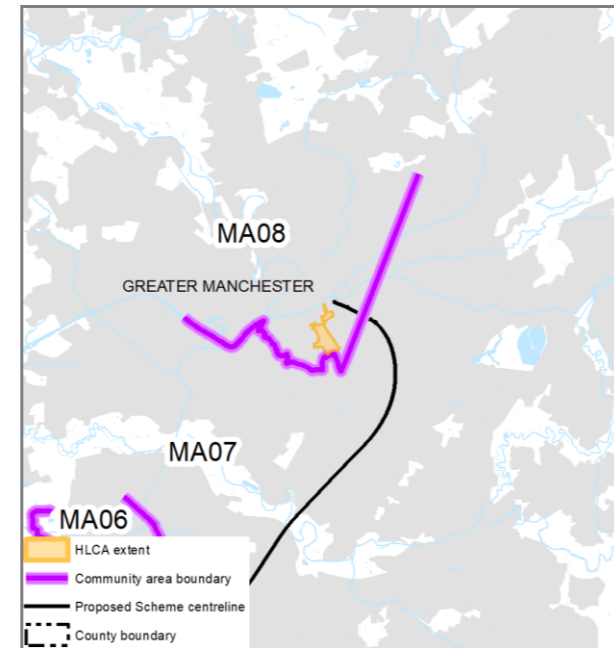 MA08
GREATER MANCHESTER
MA07
MA06
HLCA extent
Community area boundary
Proposed Scheme centreline
County boundary